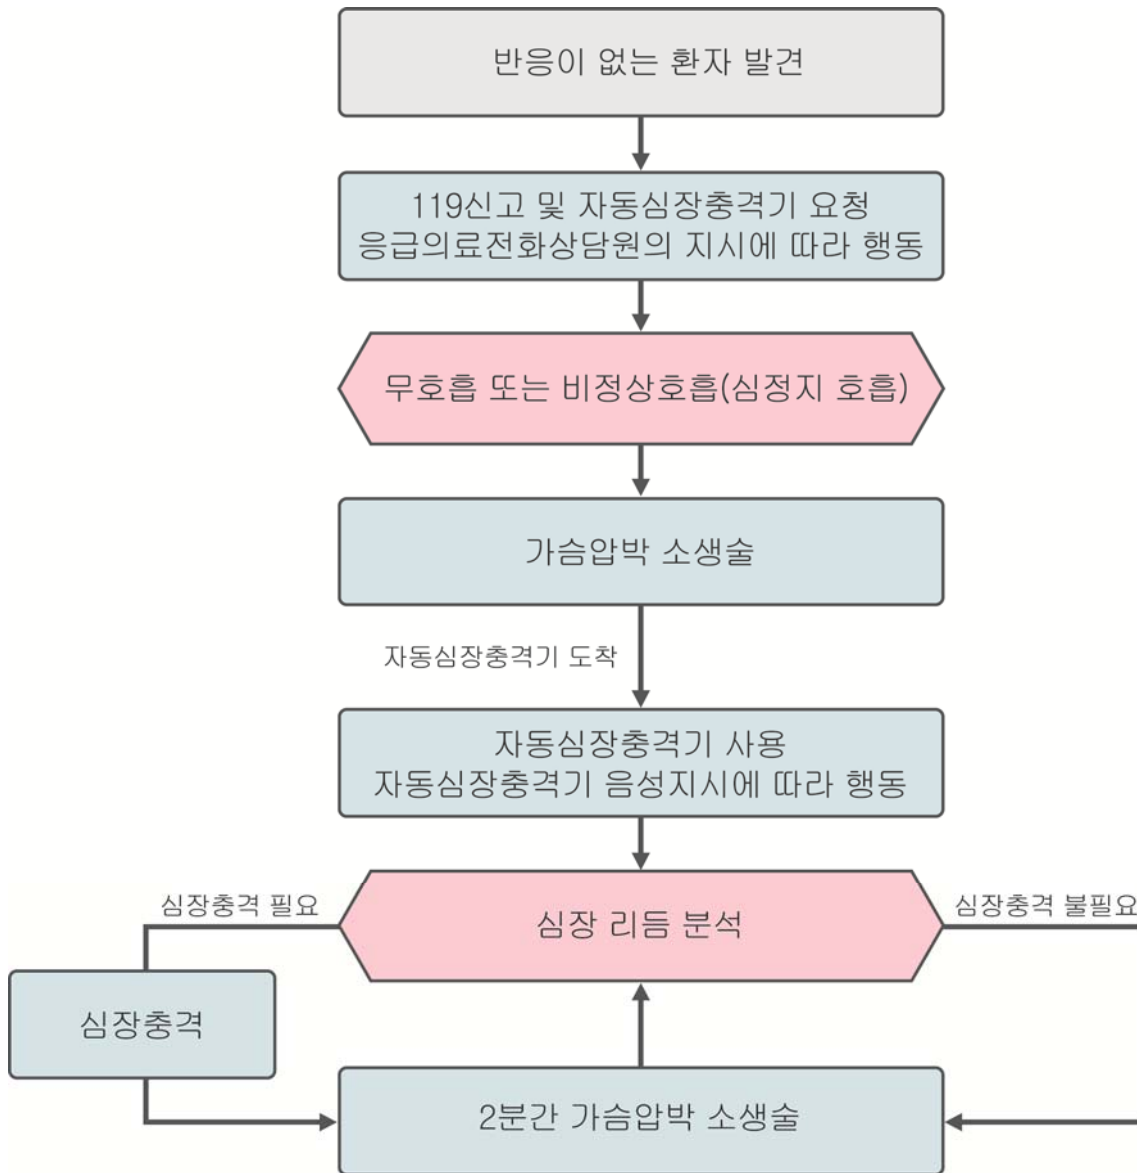 반응이 없는 환자 발견
119신고 및 자동심장충격기 요청
응급의료전화상담원의 지시에 따라 행동
무호흡 또는 비정상호흡(심정지 호흡)
가슴압박 소생술
자동심장충격기 도착
자동심장충격기 사용
자동심장충격기 음성지시에 따라 행동
심장충격 필요
심장 리듬 분석
심장충격 불필요
심장충격
2분간 가슴압박 소생술